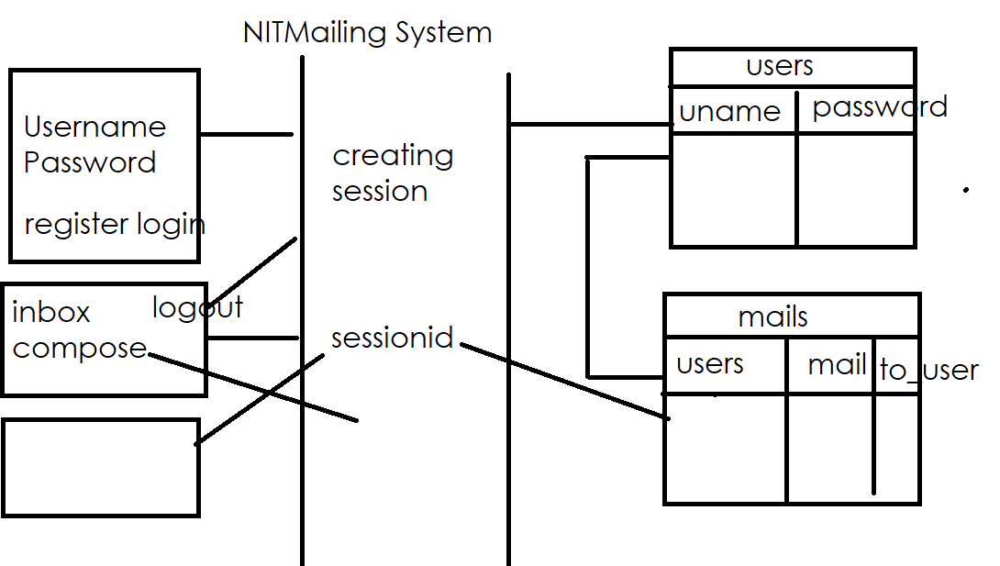 NITMailing System
Username
Password
register login
inbox
logout
compose
creating
session
sessionid
users
uname
password
mails
users
mail
to_user